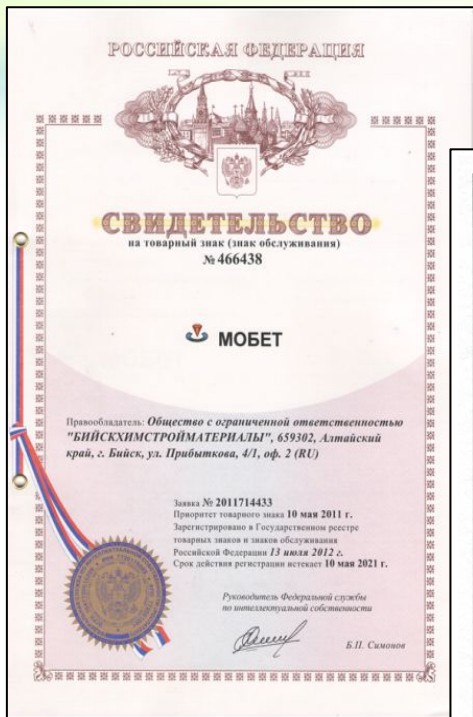 РОССИЙСКАЯ ФЕДЕРАЦИЯ
СВИДЕТЕЛЬСТВО
на товарный знак (знак обслуживания)
№ 466438
МОБЕТ
Правообладатель: Общество с ограниченной ответственностью
"БИЙСКХИМСТРОЙМАТЕРИАЛЫ", 659302, Алтайский
край, г. Бийск, ул. Прибыткова, 4/1, оф. 2 (RU)
Заявка № 2011714433
Приоритет товарного знака 10 мая 2011 г.
Зарегистрировано в Государственном реестре
товарных знаков и знаков обслуживания
Российской Федерации 13 июля 2012 г.
Срок действия регистрации истекает 10 мая 2021 г.
Руководитель Федеральной службы
по интеллектуальной собственности
Б.П. Симонов